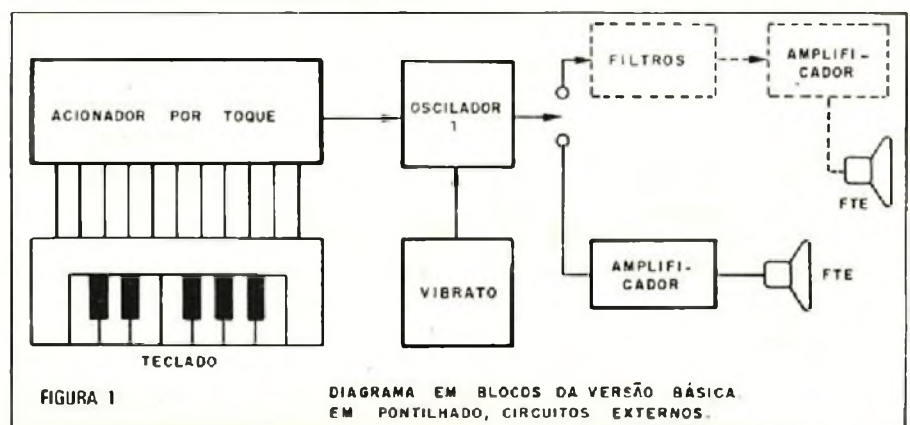 ACIONADOR POR TOQUE
OSCILADOR
1
FILTROS
AMPLIFI-
CADOR
FTE
VIBRATO
AMPLIFI-
CADOR
FTE
TECLADO
FIGURA 1
DIAGRAMA EM BLOCOS DA VERSÃO BÁSICA
EM PONTILHADO, CIRCUITOS EXTERNOS.